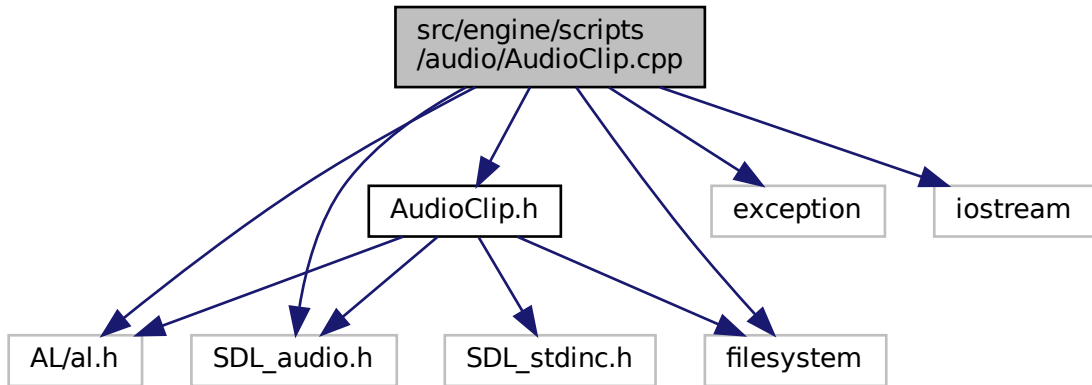 src/engine/scripts
/audio/AudioClip.cpp
AudioClip.h
exception
iostream
AL/al.h
SDL_audio.h
SDL_stdinc.h
filesystem